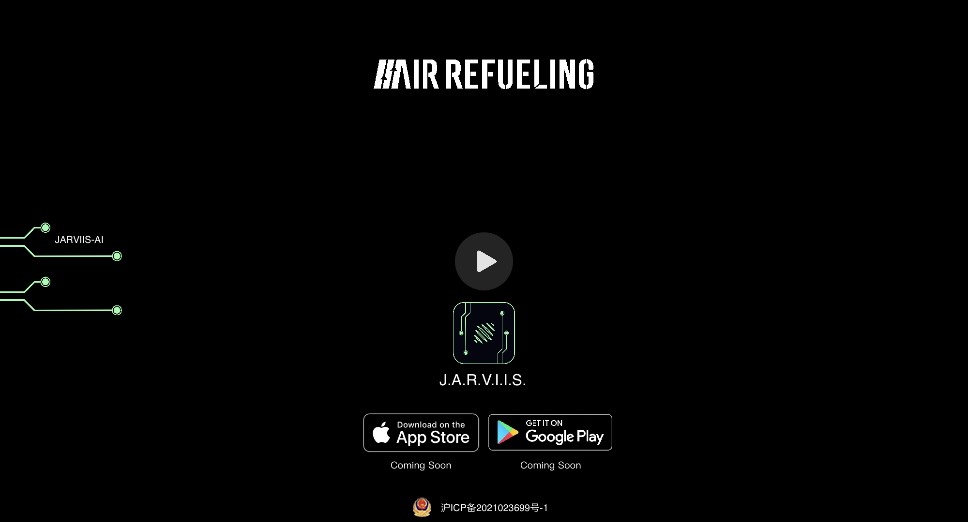 AIR REFUELING
JARVIIS-AI
J.A.R.V.I.I.S.
Download on the
App Store
GET IT ON
Google Play
Coming Soon
Coming Soon
沪ICP备2021023699号-1